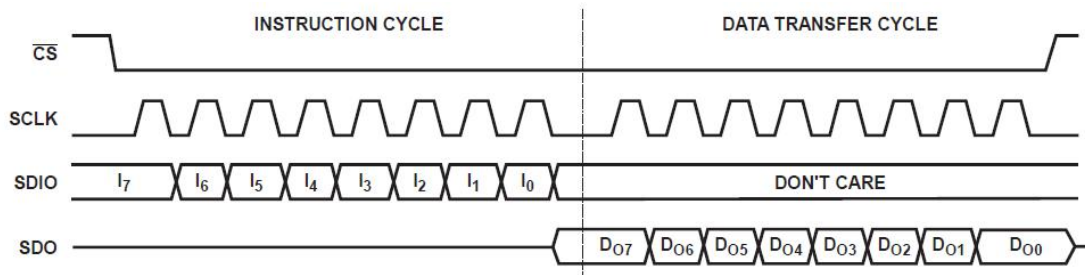 INSTRUCTION CYCLE DATA TRANSFER CYCLE
CS
SCLK
SDIO I7 I6 I5 I4 I3 I2 I1 I0 DON'T CARE
SDO DO7 DO6 DO5 DO4 DO3 DO2 DO1 DO0